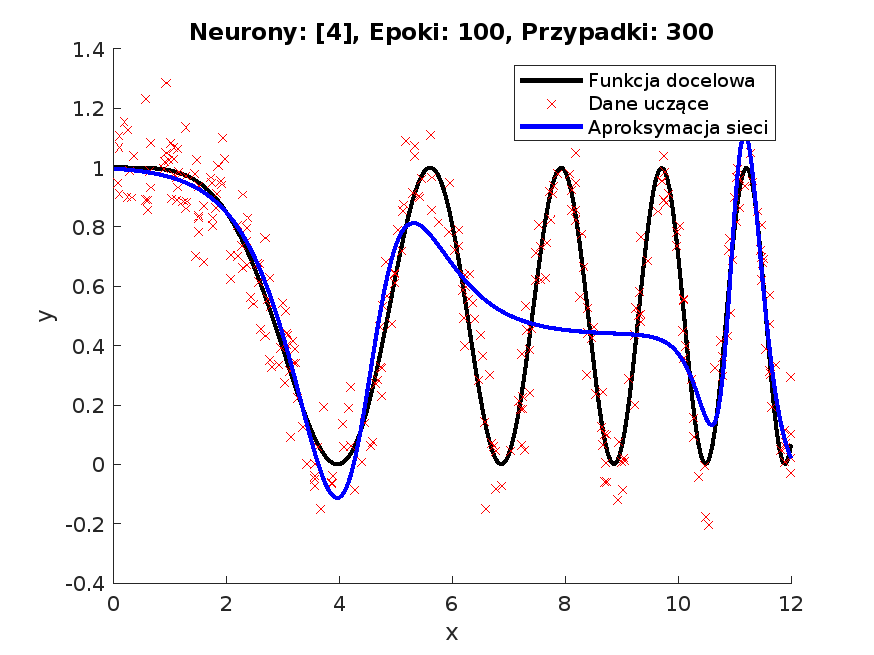 Neurony: [4], Epoki: 100, Przypadki: 300
Funkcja docelowa
Dane uczące
Aproksymacja sieci
1.4
1.2
1
0.8
0.6
0.4
0.2
0
-0.2
-0.4
y
0 2 4 6 8 10 12
x